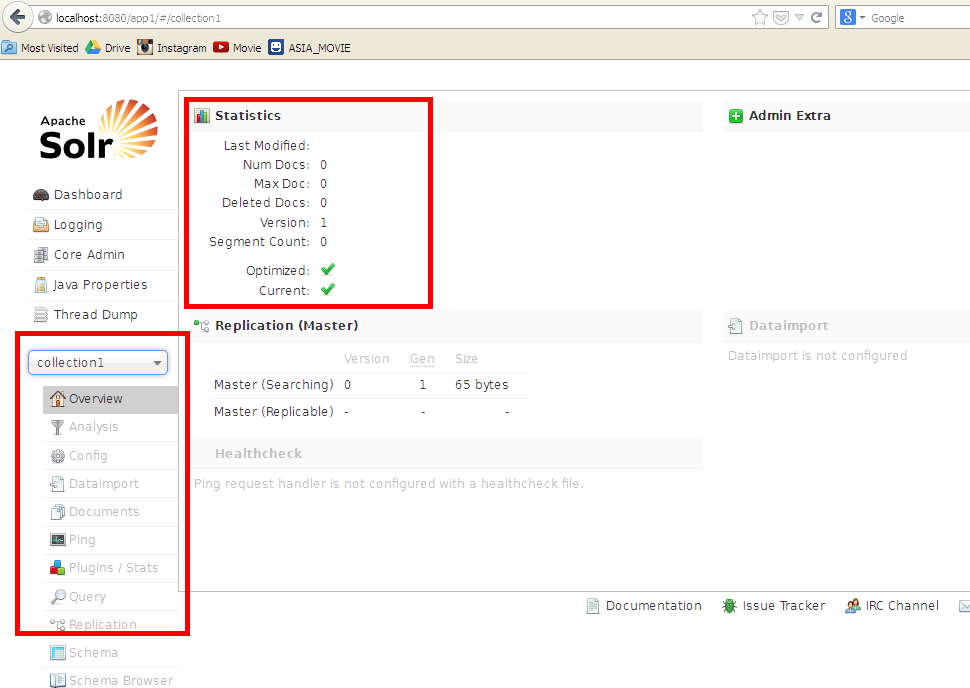 localhost:8080/app1/#/collection1
Google
Most Visited Drive Instagram Movie ASIA_MOVIE
Apache
Solr
Dashboard
Logging
Core Admin
Java Properties
Thread Dump
collection1
Overview
Analysis
Config
Dataimport
Documents
Ping
Plugins / Stats
Query
Replication
Schema
Schema Browser
Statistics
Last Modified:
Num Docs: 0
Max Doc: 0
Deleted Docs: 0
Version: 1
Segment Count: 0
Optimized:
Current:
Admin Extra
Replication (Master)
Version Gen Size
Master (Searching) 0 1 65 bytes
Master (Replicable) - - -
Dataimport
Dataimport is not configured
Healthcheck
Ping request handler is not configured with a healthcheck file.
Documentation Issue Tracker IRC Channel